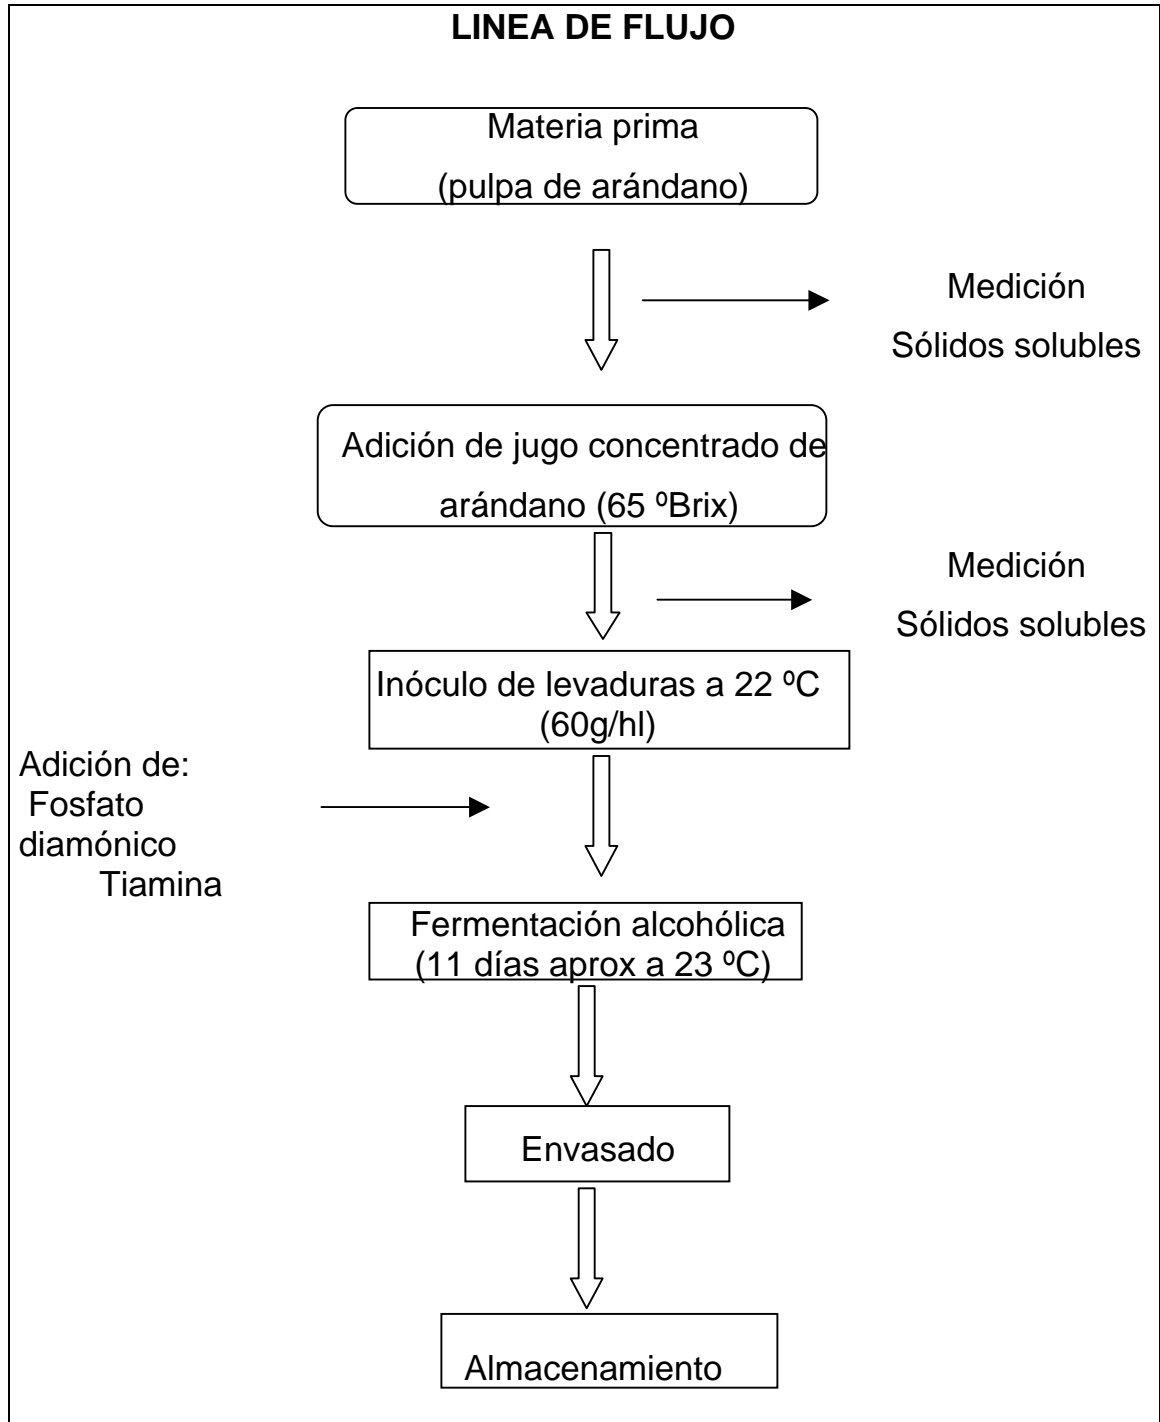 LINEA DE FLUJO
Materia prima
(pulpa de arándano)
Medición
Sólidos solubles
Adición de jugo concentrado de
arándano (65 ºBrix)
Medición
Sólidos solubles
Inóculo de levaduras a 22 ºC
(60g/hl)
Adición de:
Fosfato
diamónico
Tiamina
Fermentación alcohólica
(11 días aprox a 23 ºC)
Envasado
Almacenamiento